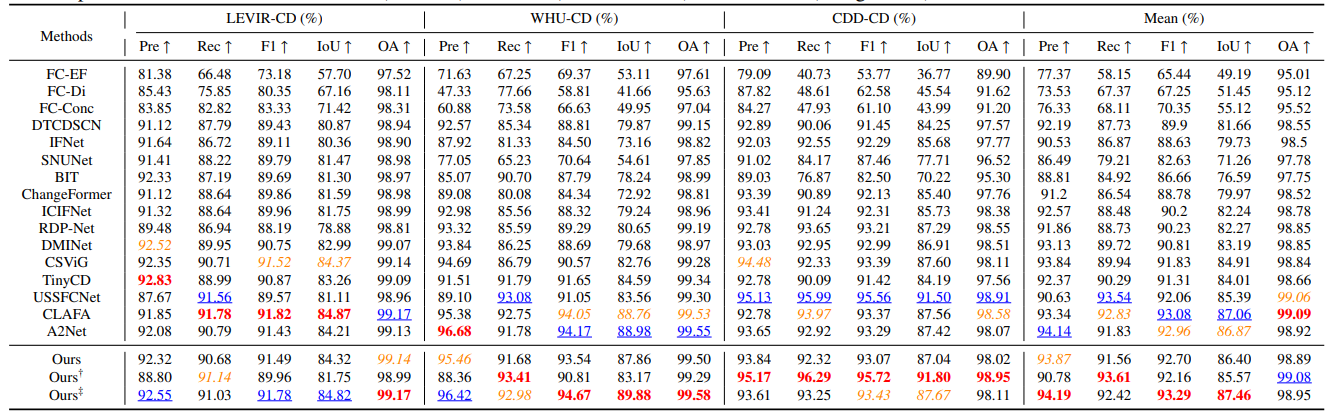 LEVIR-CD (%) WHU-CD (%) CDD-CD (%) Mean (%)
Methods
Pre ↑ Rec ↑ F1 ↑ IoU ↑ OA ↑ Pre ↑ Rec ↑ F1 ↑ IoU ↑ OA ↑ Pre ↑ Rec ↑ F1 ↑ IoU ↑ OA ↑ Pre ↑ Rec ↑ F1 ↑ IoU ↑ OA ↑
FC-EF 81.38 66.48 73.18 57.70 97.52 71.63 67.25 69.37 53.11 97.61 79.09 40.73 53.77 36.77 89.90 77.37 58.15 65.44 49.19 95.01
FC-Di 85.43 75.85 80.35 67.16 98.11 47.33 77.66 58.81 41.66 95.63 87.82 48.61 62.58 45.54 91.62 73.53 67.37 67.25 51.45 95.12
FC-Conc 83.85 82.82 83.33 71.42 98.31 60.88 73.58 66.63 49.95 97.04 84.27 47.93 61.10 43.99 91.20 76.33 68.11 70.35 55.12 95.52
DTCDSCN 91.12 87.79 89.43 80.87 98.94 92.57 85.34 88.81 79.87 99.15 92.89 90.06 91.45 84.25 97.57 92.19 87.73 89.9 81.66 98.55
IFNet 91.64 86.72 89.11 80.36 98.90 87.92 81.33 84.50 73.16 98.82 92.03 92.55 92.29 85.68 97.77 90.53 86.87 88.63 79.73 98.5
SNUNet 91.41 88.22 89.79 81.47 98.98 77.05 65.23 70.64 54.61 97.85 91.02 84.17 87.46 77.71 96.52 86.49 79.21 82.63 71.26 97.78
BIT 92.33 87.19 89.69 81.30 98.97 85.07 90.70 87.79 78.24 98.99 89.03 76.87 82.50 70.22 95.30 88.81 84.92 86.66 76.59 97.75
ChangeFormer 91.12 88.64 89.86 81.59 98.98 89.08 80.08 84.34 72.92 98.81 93.39 90.89 92.13 85.40 97.76 91.2 86.54 88.78 79.97 98.52
ICIFNet 91.32 88.64 89.96 81.75 98.99 92.98 85.56 88.32 79.24 98.96 93.41 91.24 92.31 85.73 98.38 92.57 88.48 90.2 82.24 98.78
RDP-Net 89.48 86.94 88.19 78.88 98.81 93.32 85.59 89.29 80.65 99.19 92.78 93.65 93.21 87.29 98.55 91.86 88.73 90.23 82.27 98.85
DMINet 92.52 89.95 90.75 82.99 99.07 93.84 86.25 88.69 79.68 98.97 93.03 92.95 92.99 86.91 98.51 93.13 89.72 90.81 83.19 98.85
CSViG 92.35 90.71 91.52 84.37 99.14 94.69 86.79 90.57 82.76 99.28 94.48 92.33 93.39 87.60 98.11 93.84 89.94 91.83 84.91 98.84
TinyCD 92.83 88.99 90.87 83.26 99.09 91.51 91.79 91.65 84.59 99.34 92.78 90.09 91.42 84.19 97.56 92.37 90.29 91.31 84.01 98.66
USSFCNet 87.67 91.56 89.57 81.11 98.96 89.10 93.08 91.05 83.56 99.30 95.13 95.99 95.56 91.50 98.91 90.63 93.54 92.06 85.39 99.06
CLAFA 91.85 91.78 91.82 84.87 99.17 95.38 92.75 94.05 88.76 99.53 92.78 93.97 93.37 87.56 98.58 93.34 92.83 93.08 87.06 99.09
A2Net 92.08 90.79 91.43 84.21 99.13 96.68 91.78 94.17 88.98 99.55 93.65 92.92 93.29 87.42 98.07 94.14 91.83 92.96 86.87 98.92
Ours 92.32 90.68 91.49 84.32 99.14 95.46 91.68 93.54 87.86 99.50 93.84 92.32 93.07 87.04 98.02 93.87 91.56 92.70 86.40 98.89
Ours† 88.80 91.14 89.96 81.75 98.99 88.36 93.41 90.81 83.17 99.29 95.17 96.29 95.72 91.80 98.95 90.78 93.61 92.16 85.57 99.08
Ours‡ 92.55 91.03 91.78 84.82 99.17 96.42 92.98 94.67 89.88 99.58 93.61 93.25 93.43 87.67 98.11 94.19 92.42 93.29 87.46 98.95